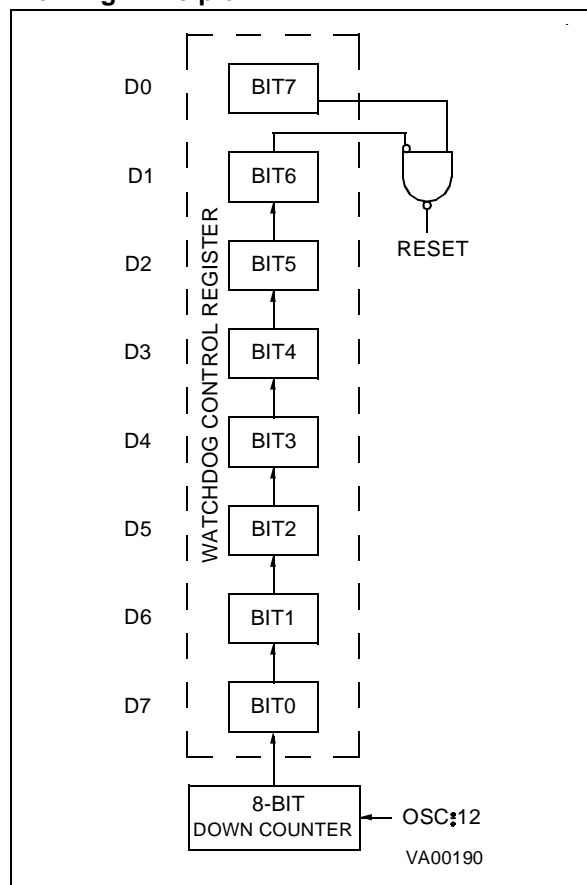 D0 BIT7
D1 BIT6
RESET
D2 BIT5
D3 BIT4
D4 BIT3
D5 BIT2
D6 BIT1
D7 BIT0
WATCHDOG CONTROL REGISTER
8-BIT
DOWN COUNTER
OSC÷12
VA00190